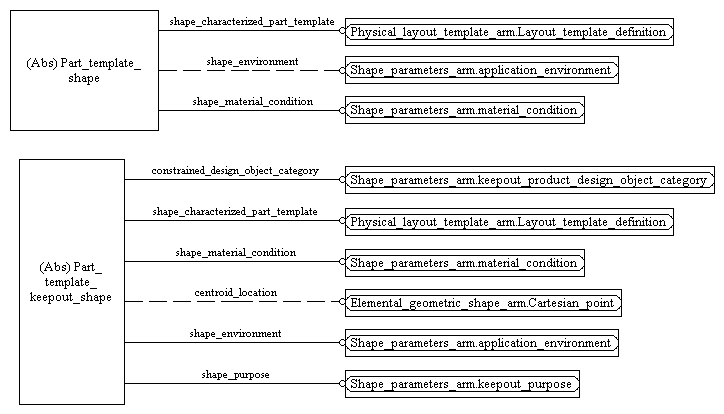 shape_characterized_part_template
Physical_layout_template_arm.Layout_template_definition
(Abs) Part_template_
shape
shape_environment
Shape_parameters_arm.application_environment
shape_material_condition
Shape_parameters_arm.material_condition
constrained_design_object_category
Shape_parameters_arm.keepout_product_design_object_category
shape_characterized_part_template
Physical_layout_template_arm.Layout_template_definition
shape_material_condition
Shape_parameters_arm.material_condition
(Abs) Part_
template_
keepout_shape
centroid_location
Elemental_geometric_shape_arm.Cartesian_point
shape_environment
Shape_parameters_arm.application_environment
shape_purpose
Shape_parameters_arm.keepout_purpose